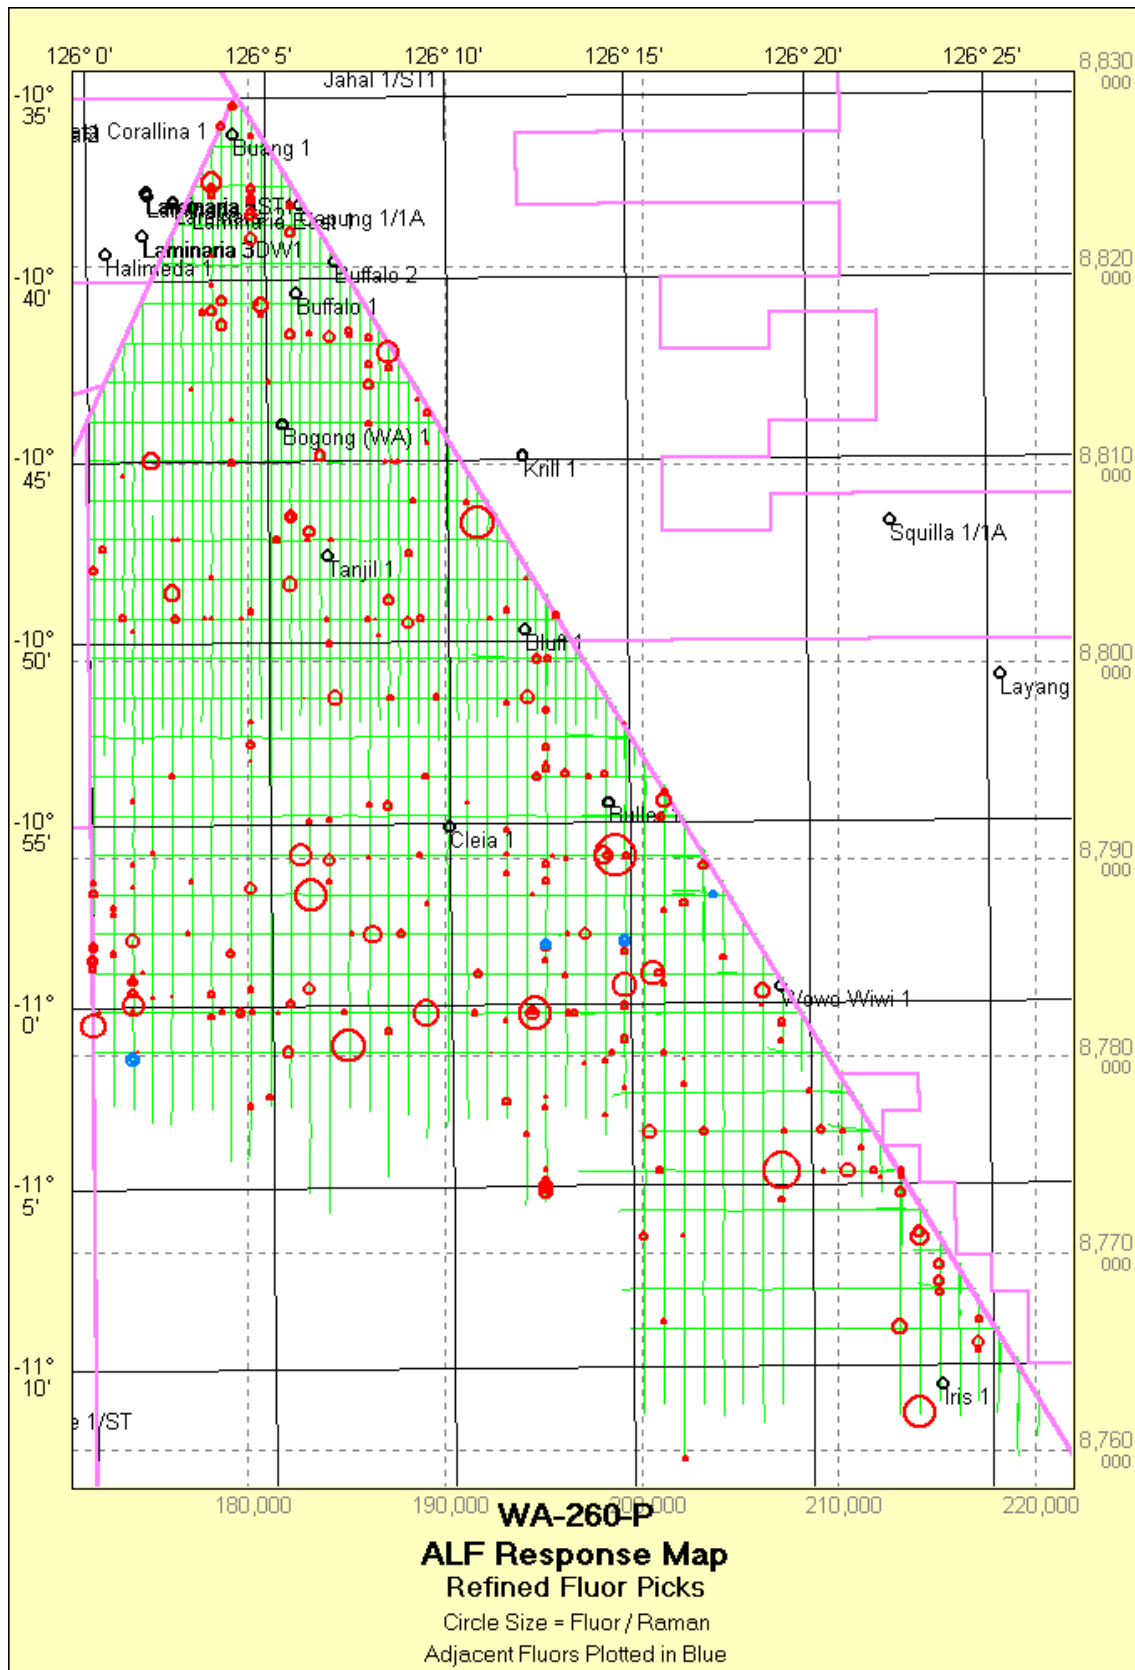 126° 0' 126° 5' 126° 10' 126° 15' 126° 20' 126° 25'
8,830
000
Jahal 1/ST1
-10°
35'
Corallina 1
Buang 1
Laminaria East 1
1/1A
Laminaria 3DW1
Halimeda 1
Buffalo 2
8,820
000
-10°
40'
Buffalo 1
Bogong (WA) 1
Krill 1
8,810
000
-10°
45'
Squilla 1/1A
Tanjil 1
Bluff 1
-10°
50'
8,800
000
Layang
Rulle
-10°
55'
Cleia 1
8,790
000
Wowo Wiwi 1
-11°
0'
8,780
000
-11°
5'
8,770
000
-11°
10'
Iris 1
e 1/ST
8,760
000
180,000 190,000 200,000 210,000 220,000
WA-260-P
ALF Response Map
Refined Fluor Picks
Circle Size = Fluor / Raman
Adjacent Fluors Plotted in Blue